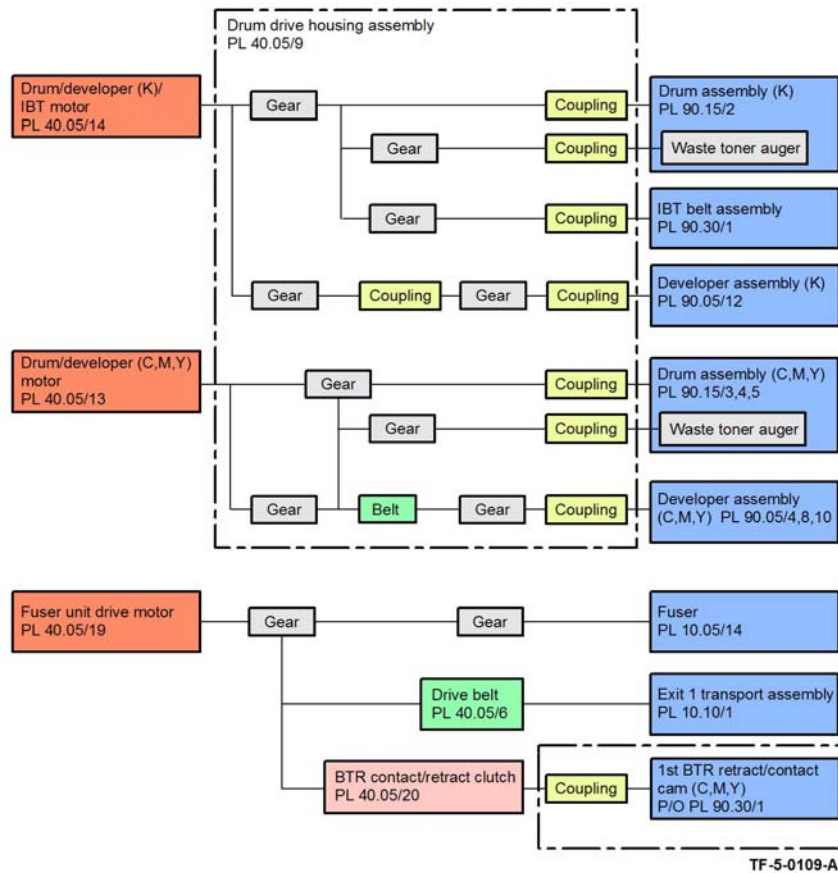 Drum drive housing assembly
PL 40.05/9
Drum/developer (K)/
IBT motor
PL 40.05/14
Gear
Coupling
Drum assembly (K)
PL 90.15/2
Gear
Coupling
Waste toner auger
Gear
Coupling
IBT belt assembly
PL 90.30/1
Gear
Coupling
Gear
Coupling
Developer assembly (K)
PL 90.05/12
Drum/developer (C,M,Y)
motor
PL 40.05/13
Gear
Coupling
Drum assembly (C,M,Y)
PL 90.15/3,4,5
Gear
Coupling
Waste toner auger
Gear
Belt
Gear
Coupling
Developer assembly
(C,M,Y) PL 90.05/4,8,10
Fuser unit drive motor
PL 40.05/19
Gear
Gear
Fuser
PL 10.05/14
Drive belt
PL 40.05/6
Exit 1 transport assembly
PL 10.10/1
BTR contact/retract clutch
PL 40.05/20
Coupling
1st BTR retract/contact
cam (C,M,Y)
P/O PL 90.30/1
TF-5-0109-A